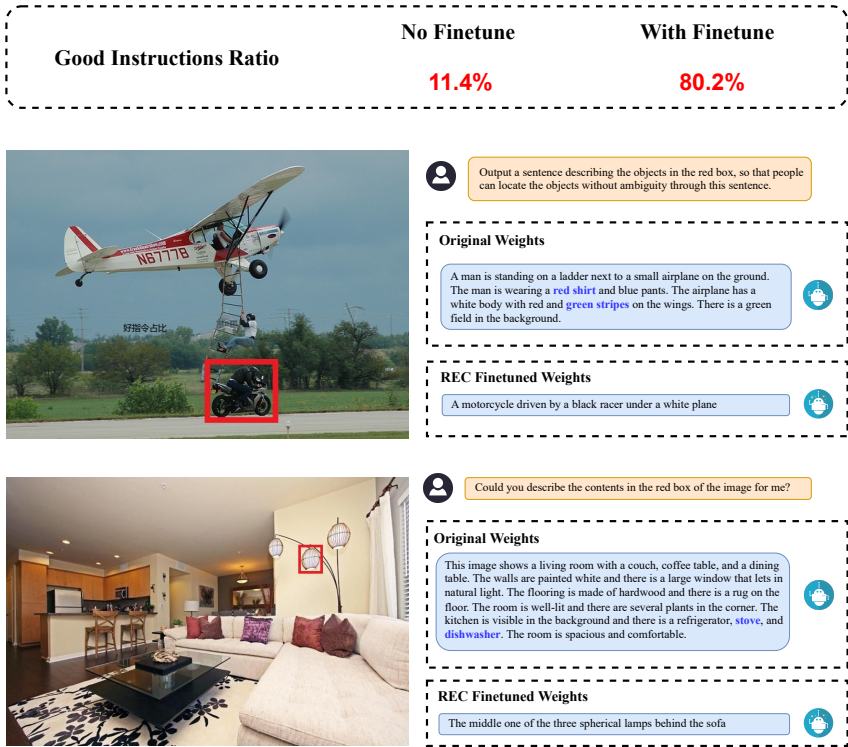 No Finetune
With Finetune
Good Instructions Ratio
11.4%
80.2%
N6777B
好指令占比
Output a sentence describing the objects in the red box, so that people
can locate the objects without ambiguity through this sentence.
Original Weights
A man is standing on a ladder next to a small airplane on the ground.
The man is wearing a red shirt and blue pants. The airplane has a
white body with red and green stripes on the wings. There is a green
field in the background.
REC Finetuned Weights
A motorcycle driven by a black racer under a white plane
Could you describe the contents in the red box of the image for me?
Original Weights
This image shows a living room with a couch, coffee table, and a dining
table. The walls are painted white and there is a large window that lets in
natural light. The flooring is made of hardwood and there is a rug on the
floor. The room is well-lit and there are several plants in the corner. The
kitchen is visible in the background and there is a refrigerator, stove, and
dishwasher. The room is spacious and comfortable.
REC Finetuned Weights
The middle one of the three spherical lamps behind the sofa